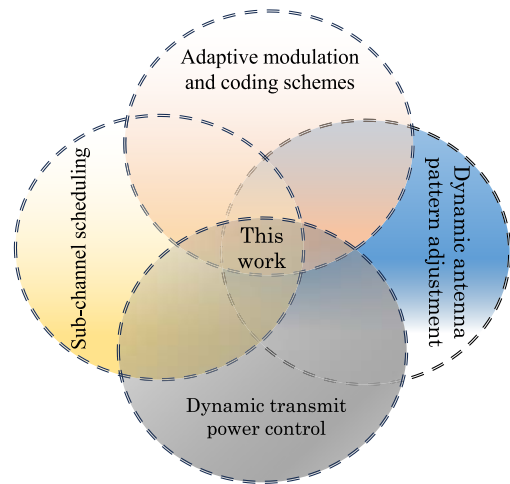 Adaptive modulation
and coding schemes
Sub-channel scheduling
Dynamic antenna
pattern adjustment
This
work
Dynamic transmit
power control